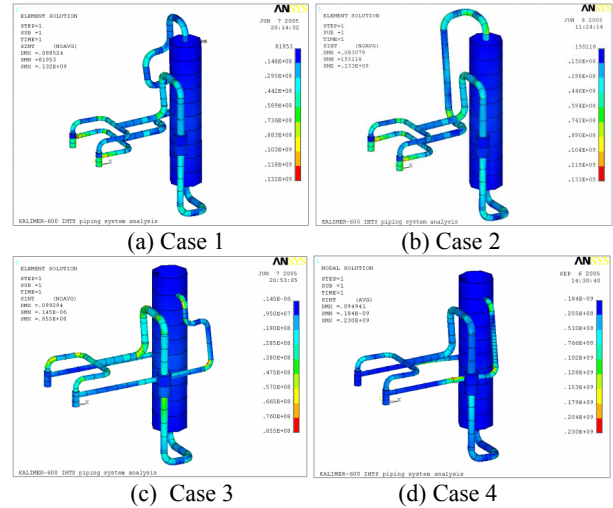 1
ANSYS
ELEMENT SOLUTION
STEP=1
SUB =1
TIME=1
SINT (NOAVG)
DMX =.088524
SMN =81953
SMX =.132E+09
JUN 7 2005
20:14:32
81953
.148E+08
.295E+08
.442E+08
.589E+08
.736E+08
.883E+08
.103E+09
.118E+09
.132E+09
X
KALIMER-600 IHTS piping system analysis
(a) Case 1
1
ANSYS
ELEMENT SOLUTION
STEP=1
SUB =1
TIME=1
SINT (NOAVG)
DMX =.083079
SMN =155118
SMX =.133E+09
JUN 8 2005
11:24:14
155118
.150E+08
.298E+08
.446E+08
.594E+08
.742E+08
.890E+08
.104E+09
.119E+09
.133E+09
X
KALIMER-600 IHTS piping system analysis
(b) Case 2
1
ANSYS
ELEMENT SOLUTION
STEP=1
SUB =1
TIME=1
SINT (NOAVG)
DMX =.099294
SMN =.145E-06
SMX =.855E+08
JUN 7 2005
20:53:05
.145E-06
.950E+07
.190E+08
.285E+08
.380E+08
.475E+08
.570E+08
.665E+08
.760E+08
.855E+08
X
KALIMER-600 IHTS piping system analysis
(c) Case 3
1
ANSYS
NODAL SOLUTION
STEP=1
SUB =1
TIME=1
SINT (AVG)
DMX =.094941
SMN =.184E-09
SMX =.230E+09
SEP 6 2005
14:30:40
.184E-09
.255E+08
.510E+08
.766E+08
.102E+09
.128E+09
.153E+09
.179E+09
.204E+09
.230E+09
X
KALIMER-600 IHTS piping system analysis
(d) Case 4